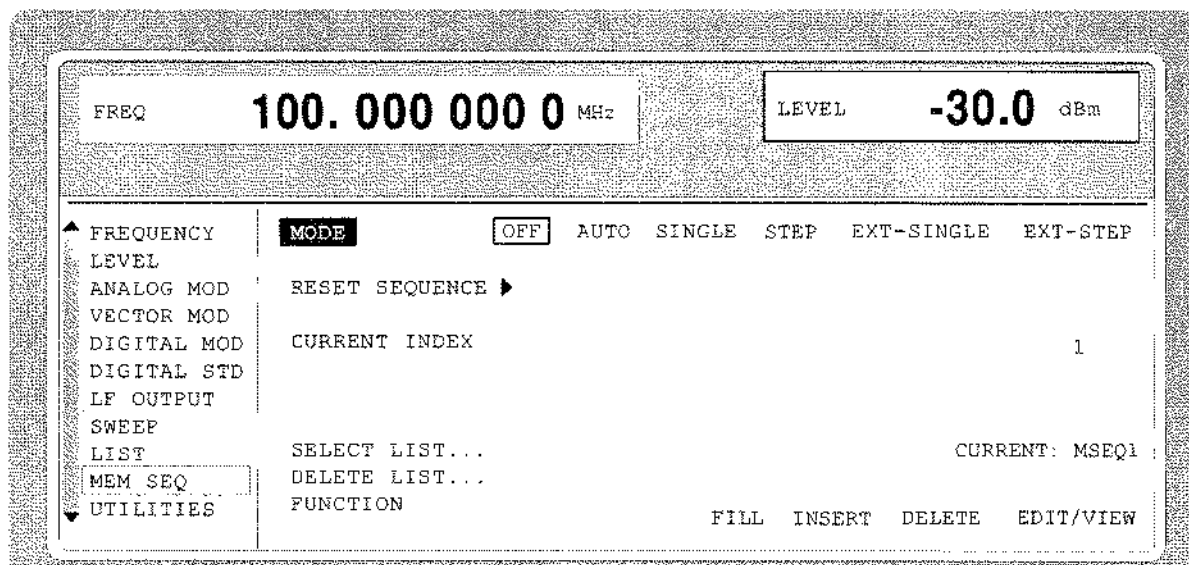 FREQ 100. 000 000 0 MHz LEVEL -30.0 dBm
FREQUENCY
LEVEL
ANALOG MOD
VECTOR MOD
DIGITAL MOD
DIGITAL STD
LF OUTPUT
SWEEP
LIST
MEM SEQ
UTILITIES
MODE OFF AUTO SINGLE STEP EXT-SINGLE EXT-STEP
RESET SEQUENCE
CURRENT INDEX 1
SELECT LIST... CURRENT: MSEQ1
DELETE LIST...
FUNCTION FILL INSERT DELETE EDIT/VIEW